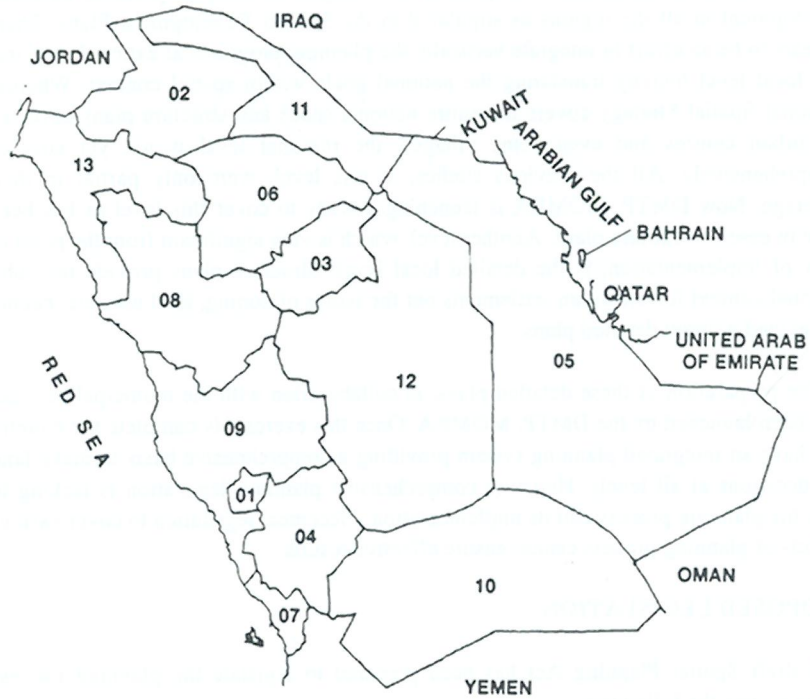 IRAQ
JORDAN
02
11
KUWAIT
ARABIAN GULF
13
06
BAHRAIN
03
QATAR
08
UNITED ARAB
OF EMIRATE
05
12
RED SEA
09
01
04
OMAN
10
07
YEMEN